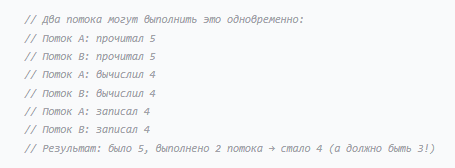 // Два потока могут выполнить это одновременно:
// Поток A: прочитал 5
// Поток B: прочитал 5
// Поток A: вычислил 4
// Поток B: вычислил 4
// Поток A: записал 4
// Поток B: записал 4
// Результат: было 5, выполнено 2 потока → стало 4 (а должно быть 3!)